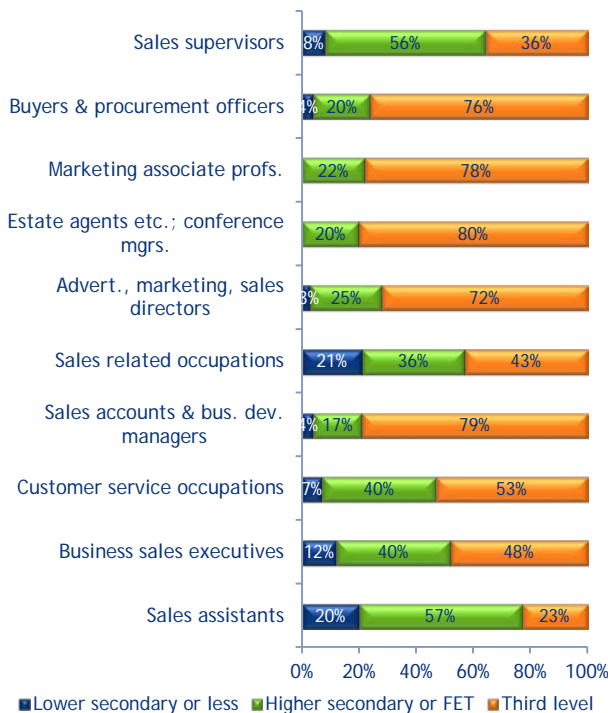 Sales supervisors 8% 56% 36%
Buyers & procurement officers 4% 20% 76%
Marketing associate profs. 22% 78%
Estate agents etc.; conference
mgrs. 20% 80%
Advert., marketing, sales
directors 3% 25% 72%
Sales related occupations 21% 36% 43%
Sales accounts & bus. dev.
managers 4% 17% 79%
Customer service occupations 7% 40% 53%
Business sales executives 12% 40% 48%
Sales assistants 20% 57% 23%
0% 20% 40% 60% 80% 100%
Lower secondary or less Higher secondary or FET Third level